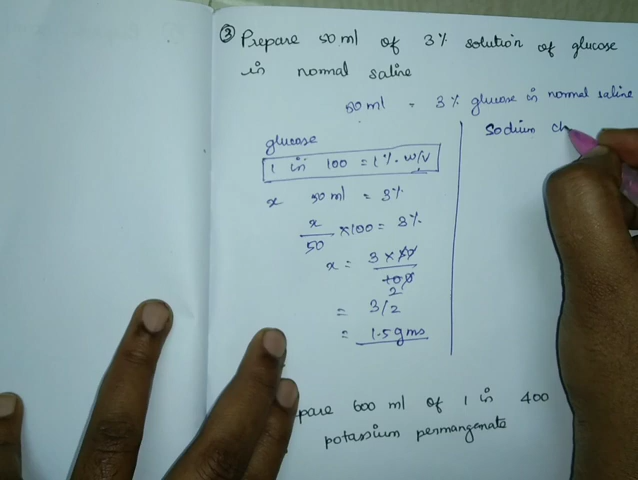 ③ Prepare 50 ml of 3% solution of glucose
in normal saline
50 ml = 3% glucose in normal saline
glucose
1 in 100 = 1% w/v
x 50 ml = 3%
x/50 × 100 = 3%
x = 3 × 50/100
2
= 3/2
= 1.5 gms
Sodium ch
pare 600 ml of 1 in 400
potassium permanganate